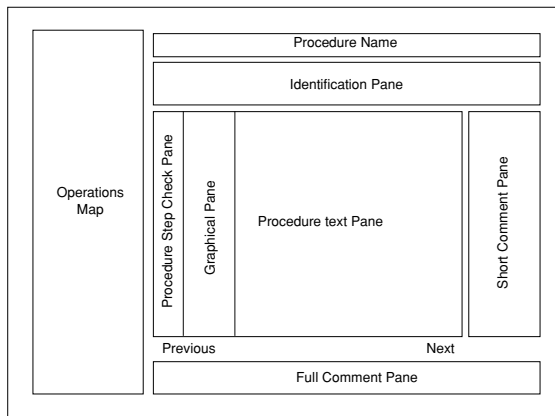 Procedure Name
Identification Pane
Operations
Map
Procedure Step Check Pane
Graphical Pane
Procedure text Pane
Short Comment Pane
Previous
Next
Full Comment Pane